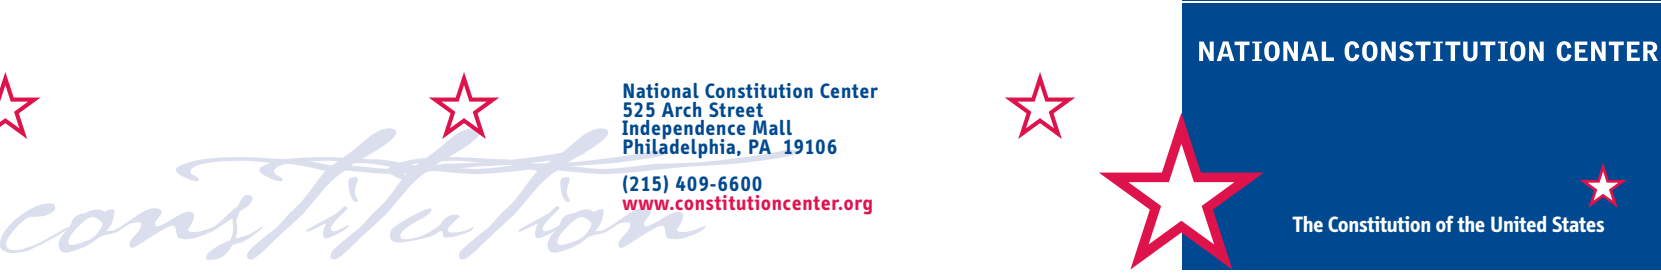 constitution
National Constitution Center
525 Arch Street
Independence Mall
Philadelphia, PA 19106
(215) 409-6600
www.constitutioncenter.org
NATIONAL CONSTITUTION CENTER
The Constitution of the United States